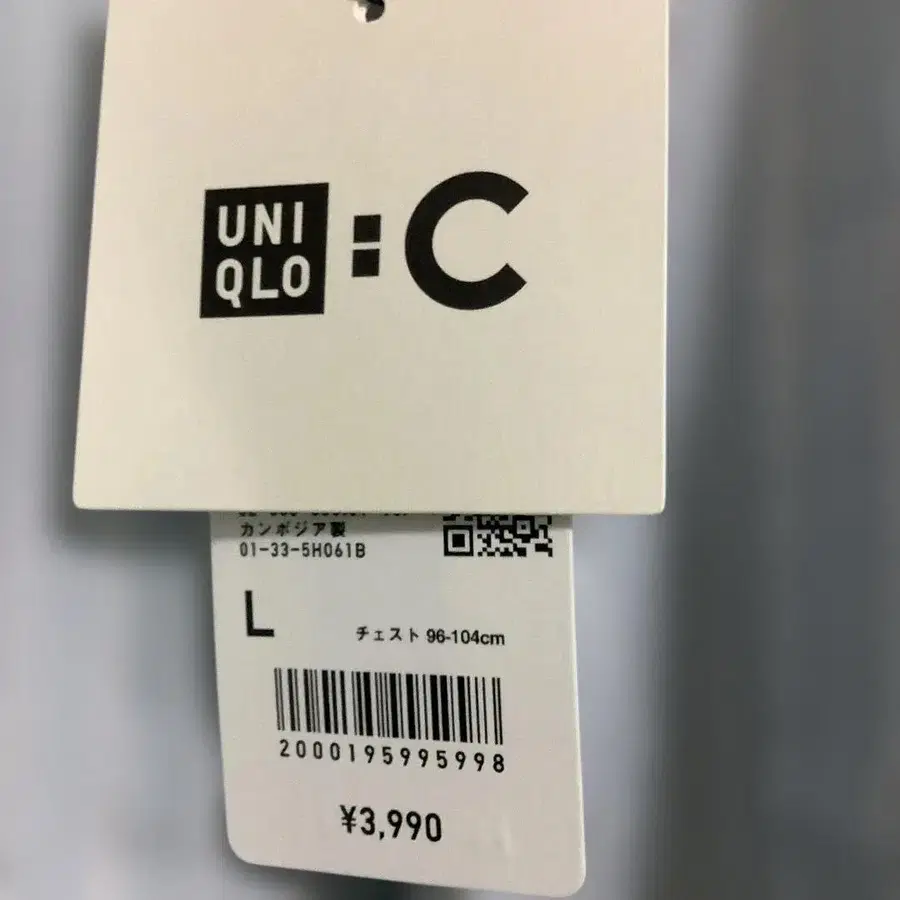 UNI
QLO
: C
カンボジア製
01-33-5H061B
L
チェスト 96-104cm
2000195995998
¥3,990